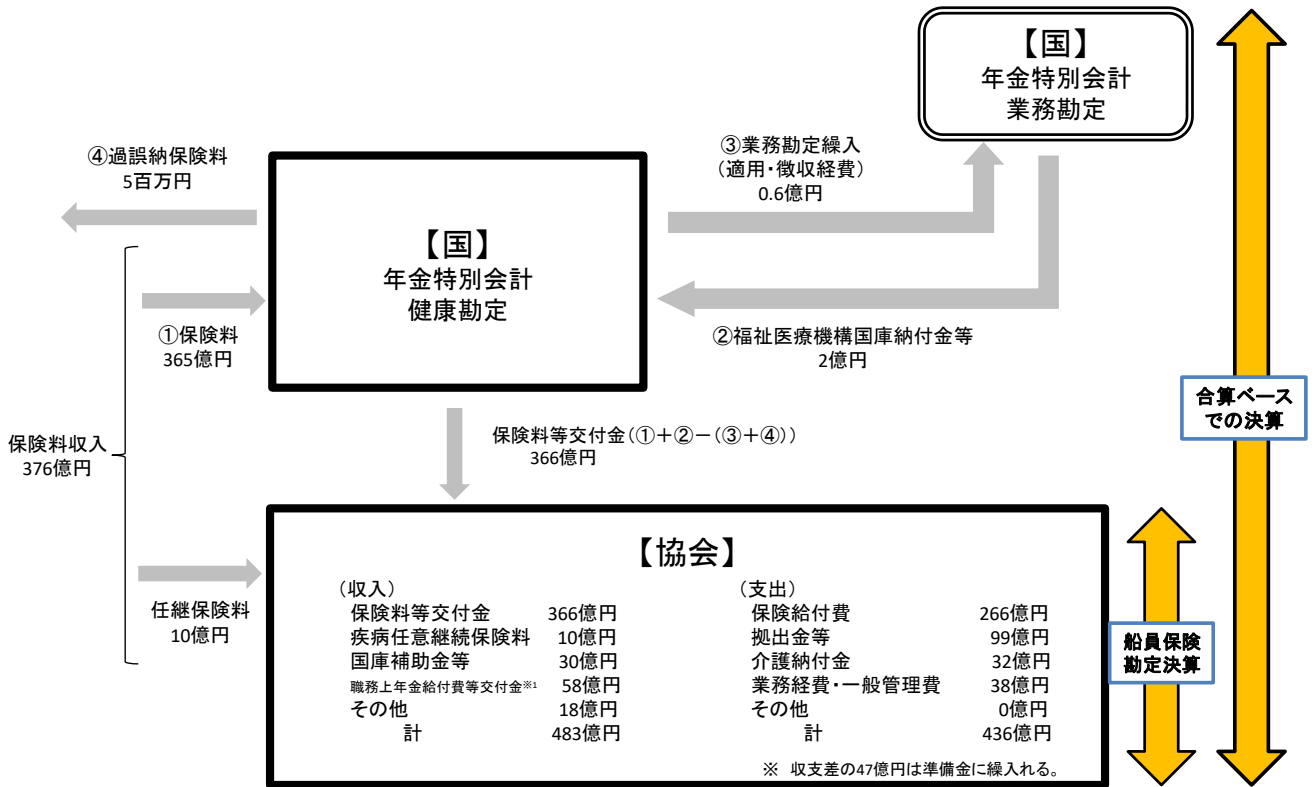 【国】
年金特別会計
業務勘定
④過誤納保険料
5百万円
③業務勘定繰入
(適用・徴収経費)
0.6億円
【国】
年金特別会計
健康勘定
①保険料
365億円
②福祉医療機構国庫納付金等
2億円
合算ベース
での決算
保険料収入
376億円
保険料等交付金(①+②-(③+④))
366億円
任継保険料
10億円
【協会】
(収入)
保険料等交付金 366億円
疾病任意継続保険料 10億円
国庫補助金等 30億円
職務上年金給付費等交付金※1 58億円
その他 18億円
計 483億円
(支出)
保険給付費 266億円
拠出金等 99億円
介護納付金 32億円
業務経費・一般管理費 38億円
その他 0億円
計 436億円
※ 収支差の47億円は準備金に繰入れる。
船員保険
勘定決算